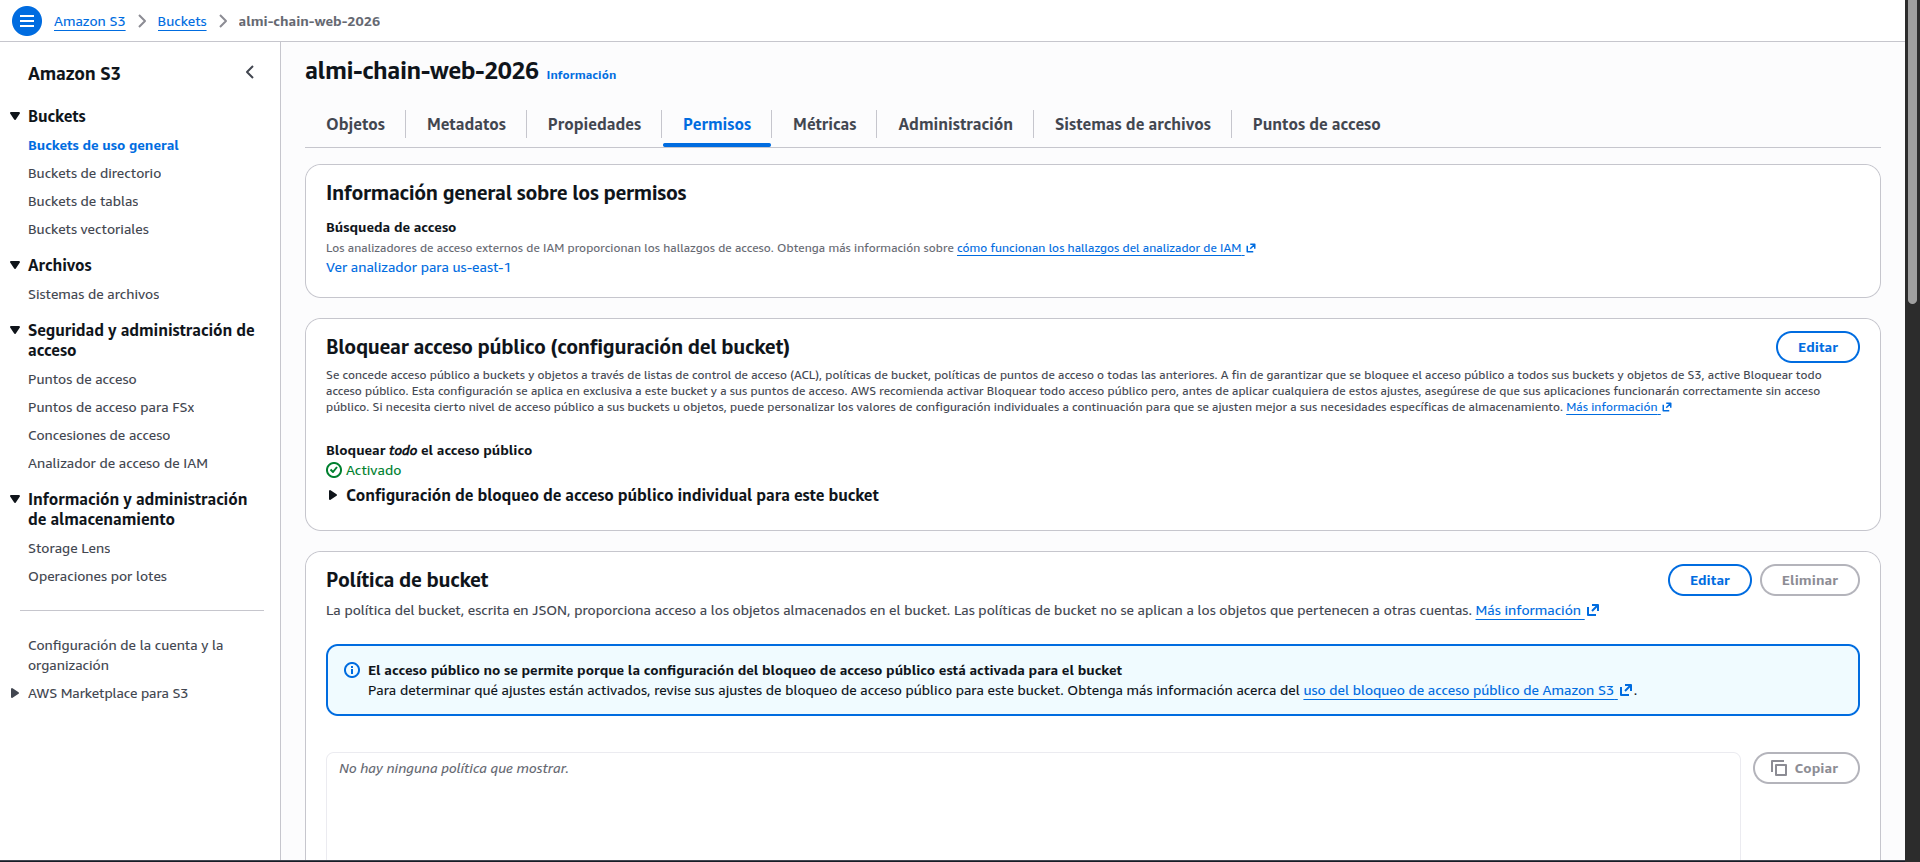 Amazon S3 > Buckets > almi-chain-web-2026
Amazon S3
Buckets
Buckets de uso general
Buckets de directorio
Buckets de tablas
Buckets vectoriales
Archivos
Sistemas de archivos
Seguridad y administración de
acceso
Puntos de acceso
Puntos de acceso para FSx
Concesiones de acceso
Analizador de acceso de IAM
Información y administración
de almacenamiento
Storage Lens
Operaciones por lotes
Configuración de la cuenta y la
organización
AWS Marketplace para S3
almi-chain-web-2026 Información
Objetos Metadatos Propiedades Permisos Métricas Administración Sistemas de archivos Puntos de acceso
Información general sobre los permisos
Búsqueda de acceso
Los analizadores de acceso externos de IAM proporcionan los hallazgos de acceso. Obtenga más información sobre cómo funcionan los hallazgos del analizador de IAM
Ver analizador para us-east-1
Bloquear acceso público (configuración del bucket) Editar
Se concede acceso público a buckets y objetos a través de listas de control de acceso (ACL), políticas de bucket, políticas de puntos de acceso o todas las anteriores. A fin de garantizar que se bloquee el acceso público a todos sus buckets y objetos de S3, active Bloquear todo
acceso público. Esta configuración se aplica en exclusiva a este bucket y a sus puntos de acceso. AWS recomienda activar Bloquear todo acceso público pero, antes de aplicar cualquiera de estos ajustes, asegúrese de que sus aplicaciones funcionarán correctamente sin acceso
público. Si necesita cierto nivel de acceso público a sus buckets u objetos, puede personalizar los valores de configuración individuales a continuación para que se ajusten mejor a sus necesidades específicas de almacenamiento. Más información
Bloquear todo el acceso público
Activado
Configuración de bloqueo de acceso público individual para este bucket
Política de bucket Editar Eliminar
La política del bucket, escrita en JSON, proporciona acceso a los objetos almacenados en el bucket. Las políticas de bucket no se aplican a los objetos que pertenecen a otras cuentas. Más información
El acceso público no se permite porque la configuración del bloqueo de acceso público está activada para el bucket
Para determinar qué ajustes están activados, revise sus ajustes de bloqueo de acceso público para este bucket. Obtenga más información acerca del uso del bloqueo de acceso público de Amazon S3 .
No hay ninguna política que mostrar. Copiar